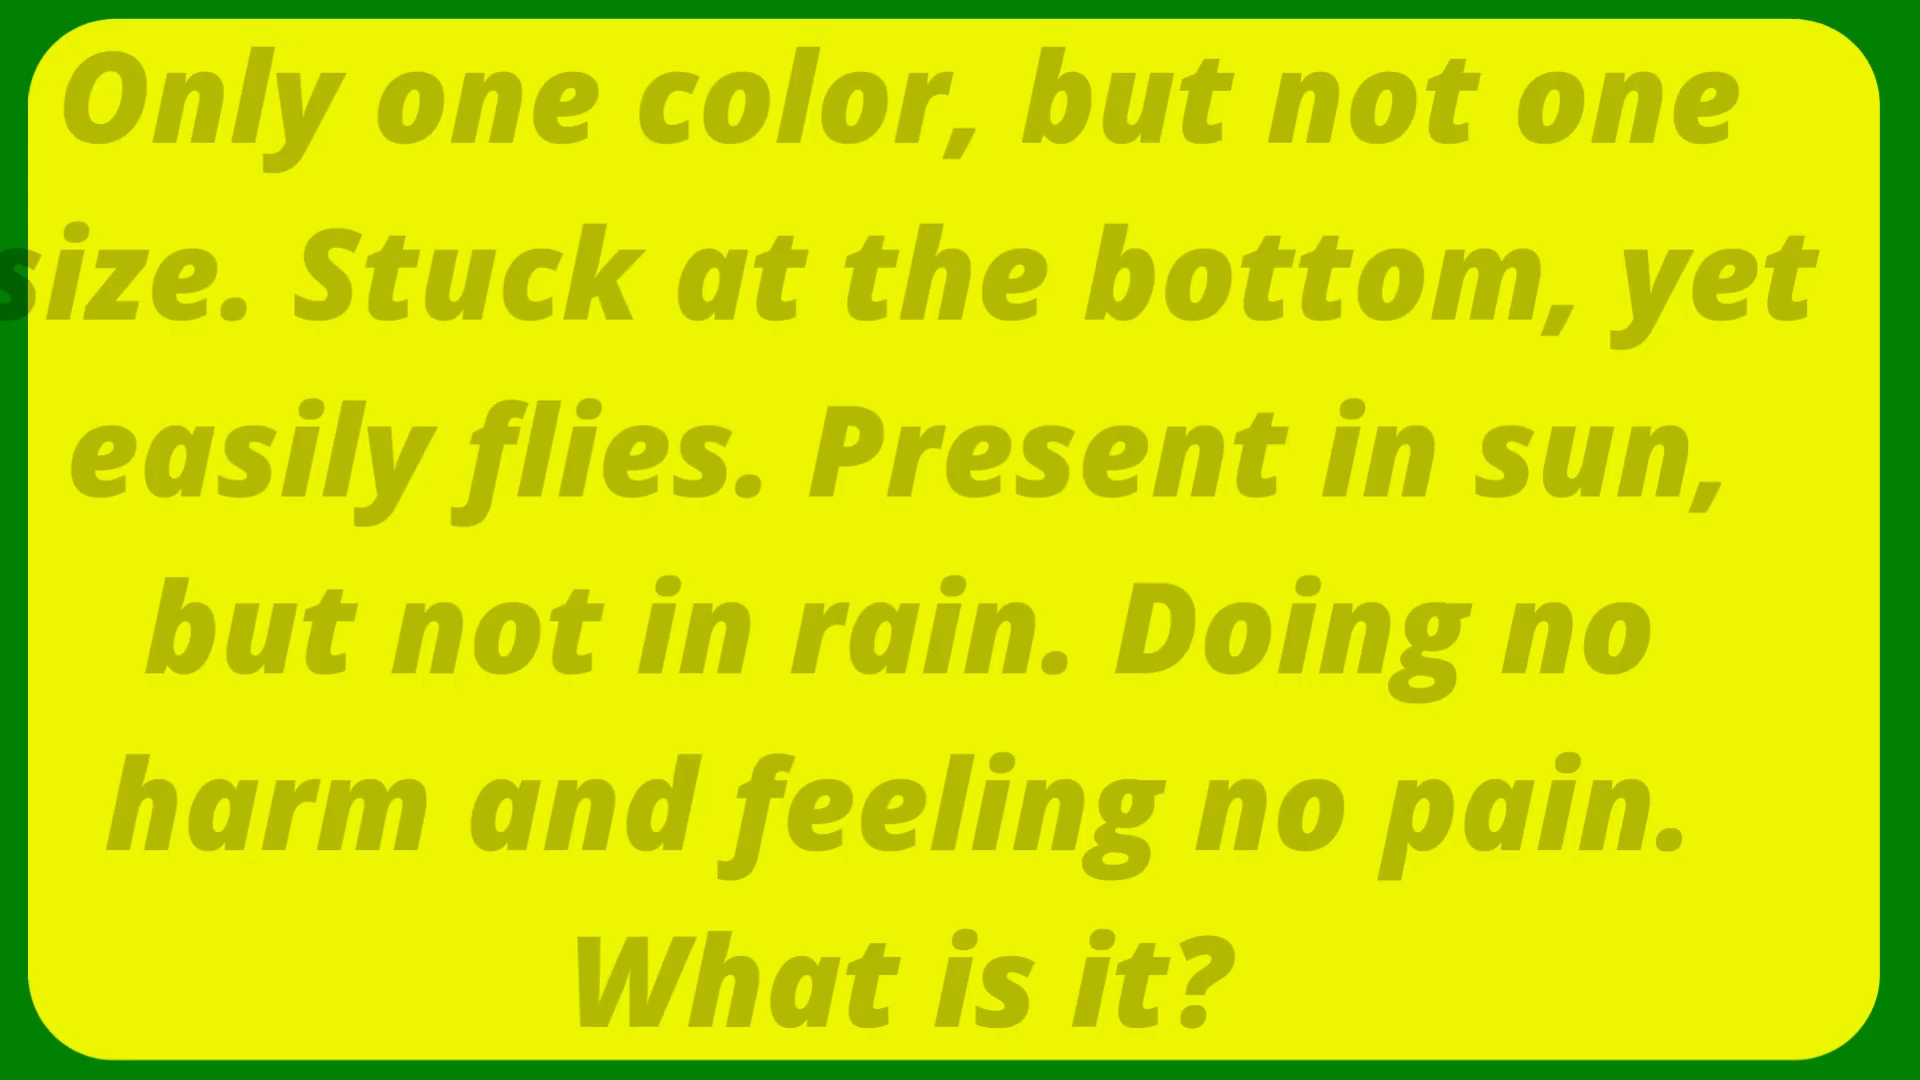 Only one color, but not one
size. Stuck at the bottom, yet
easily flies. Present in sun,
but not in rain. Doing no
harm and feeling no pain.
What is it?